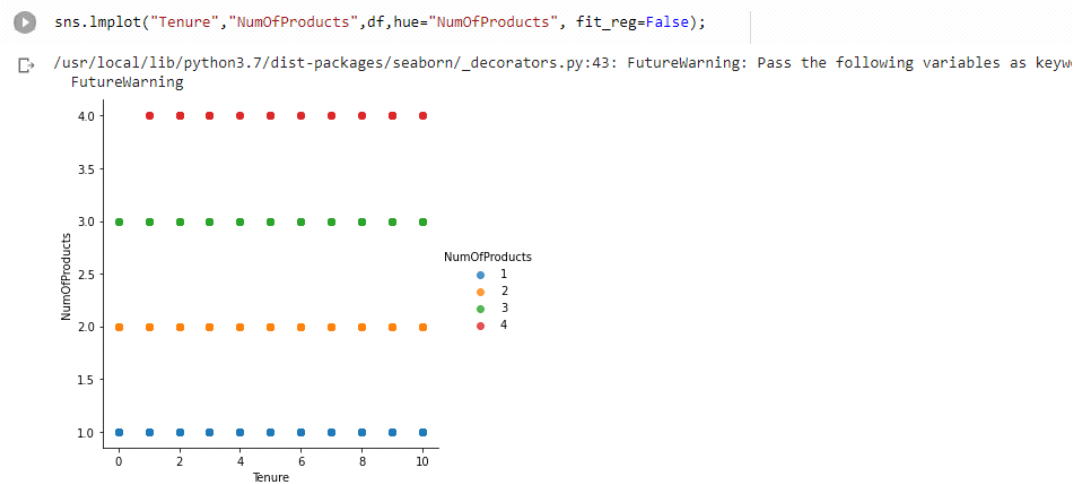 sns.lmplot("Tenure","NumOfProducts",df,hue="NumOfProducts", fit_reg=False);
/usr/local/lib/python3.7/dist-packages/seaborn/_decorators.py:43: FutureWarning: Pass the following variables as keyw
FutureWarning
4.0
3.5
3.0
2.5
2.0
1.5
1.0
NumOfProducts
0 2 4 6 8 10
Tenure
NumOfProducts
1
2
3
4